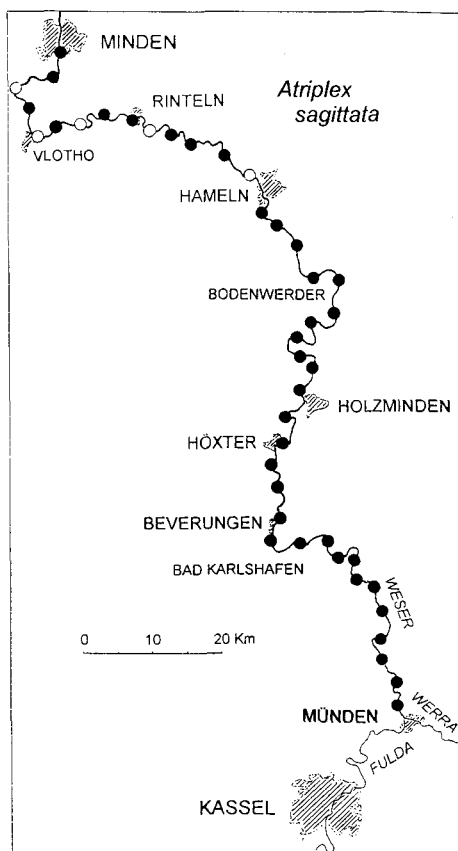 MINDEN
RINTELN
Atriplex
sagittata
VLOTHO
HAMELN
BODENWERDER
HOLZMINDEN
HÖXTER
BEVERUNGEN
BAD KARLSHAFEN
WESER
0 10 20 Km
MÜNDEN
WERRA
FULDA
KASSEL